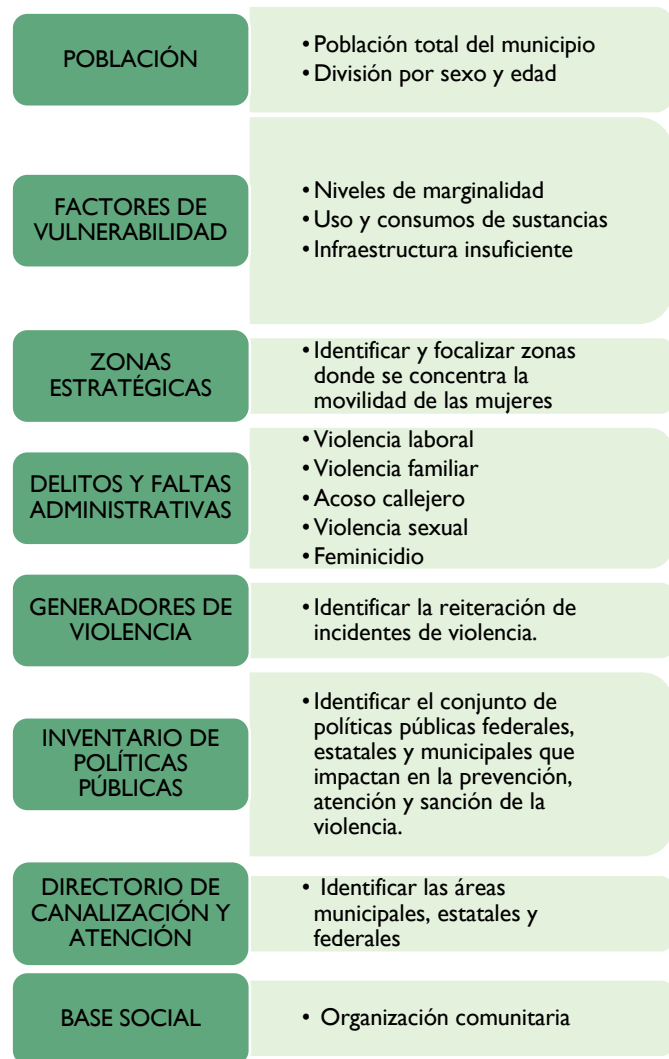 POBLACIÓN
•Población total del municipio
•División por sexo y edad
FACTORES DE
VULNERABILIDAD
•Niveles de marginalidad
•Uso y consumos de sustancias
•Infraestructura insuficiente
ZONAS
ESTRATÉGICAS
•Identificar y focalizar zonas
donde se concentra la
movilidad de las mujeres
DELITOS Y FALTAS
ADMINISTRATIVAS
•Violencia laboral
•Violencia familiar
•Acoso callejero
•Violencia sexual
•Feminicidio
GENERADORES DE
VIOLENCIA
•Identificar la reiteración de
incidentes de violencia.
INVENTARIO DE
POLÍTICAS
PÚBLICAS
•Identificar el conjunto de
políticas públicas federales,
estatales y municipales que
impactan en la prevención,
atención y sanción de la
violencia.
DIRECTORIO DE
CANALIZACIÓN Y
ATENCIÓN
• Identificar las áreas
municipales, estatales y
federales
BASE SOCIAL
• Organización comunitaria